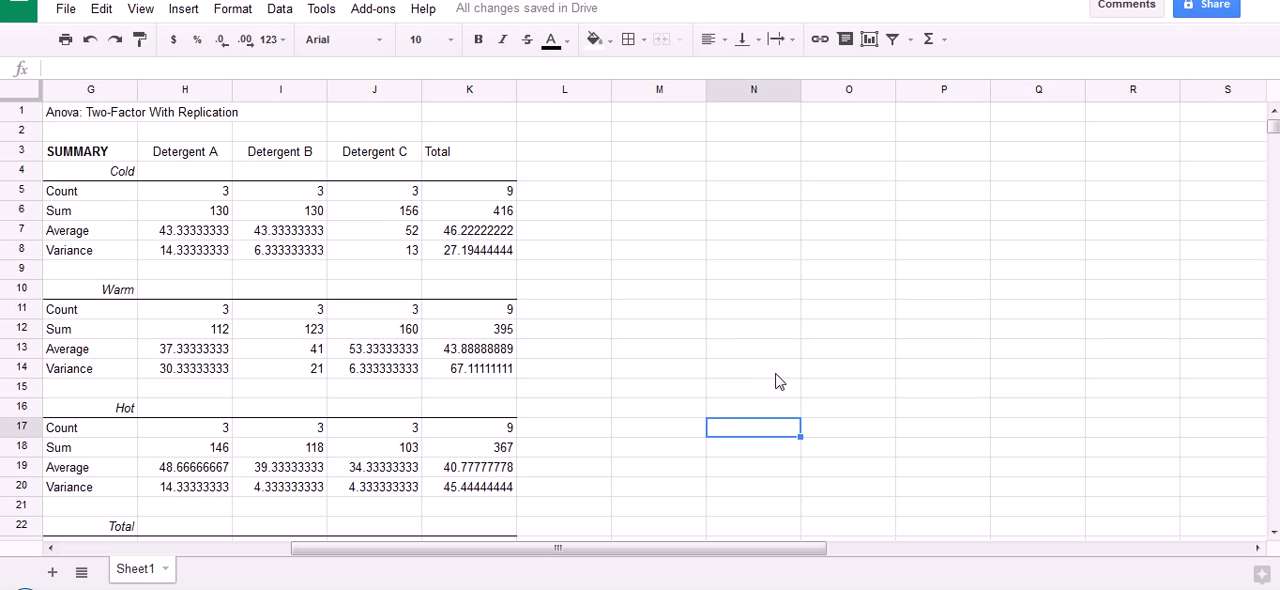 File Edit View Insert Format Data Tools Add-ons Help All changes saved in Drive Comments Share
$ % .0 .00 123 Arial 10 B I S A Σ
fx
G H I J K L M N O P Q R S
1 Anova: Two-Factor With Replication
2
3 SUMMARY Detergent A Detergent B Detergent C Total
4 Cold
5 Count 3 3 3 9
6 Sum 130 130 156 416
7 Average 43.33333333 43.33333333 52 46.22222222
8 Variance 14.33333333 6.333333333 13 27.19444444
9
10 Warm
11 Count 3 3 3 9
12 Sum 112 123 160 395
13 Average 37.33333333 41 53.33333333 43.88888889
14 Variance 30.33333333 21 6.333333333 67.11111111
15
16 Hot
17 Count 3 3 3 9
18 Sum 146 118 103 367
19 Average 48.66666667 39.33333333 34.33333333 40.77777778
20 Variance 14.33333333 4.333333333 4.333333333 45.44444444
21
22 Total
Sheet1